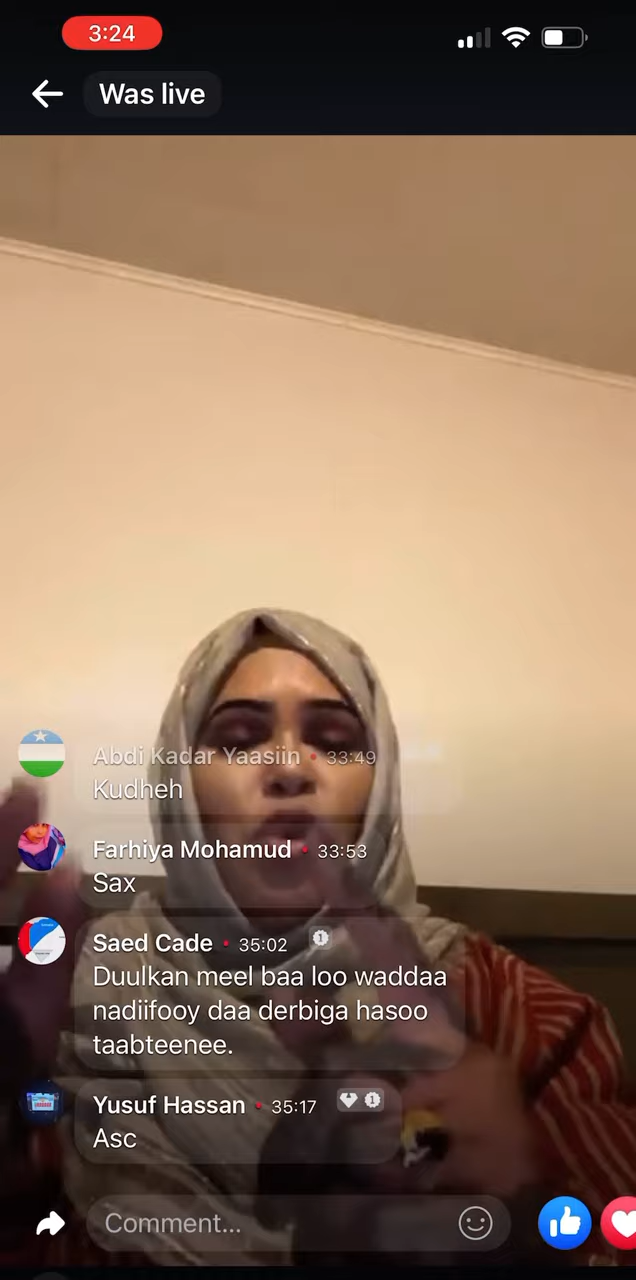 3:24
Was live
Abdi Kadar Yaasiin • 33:49
Kudheh
Farhiya Mohamud • 33:53
Sax
Saed Cade • 35:02
Duulkan meel baa loo waddaa
nadiifooy daa derbiga hasoo
taabteenee.
Yusuf Hassan • 35:17
Asc
Comment...